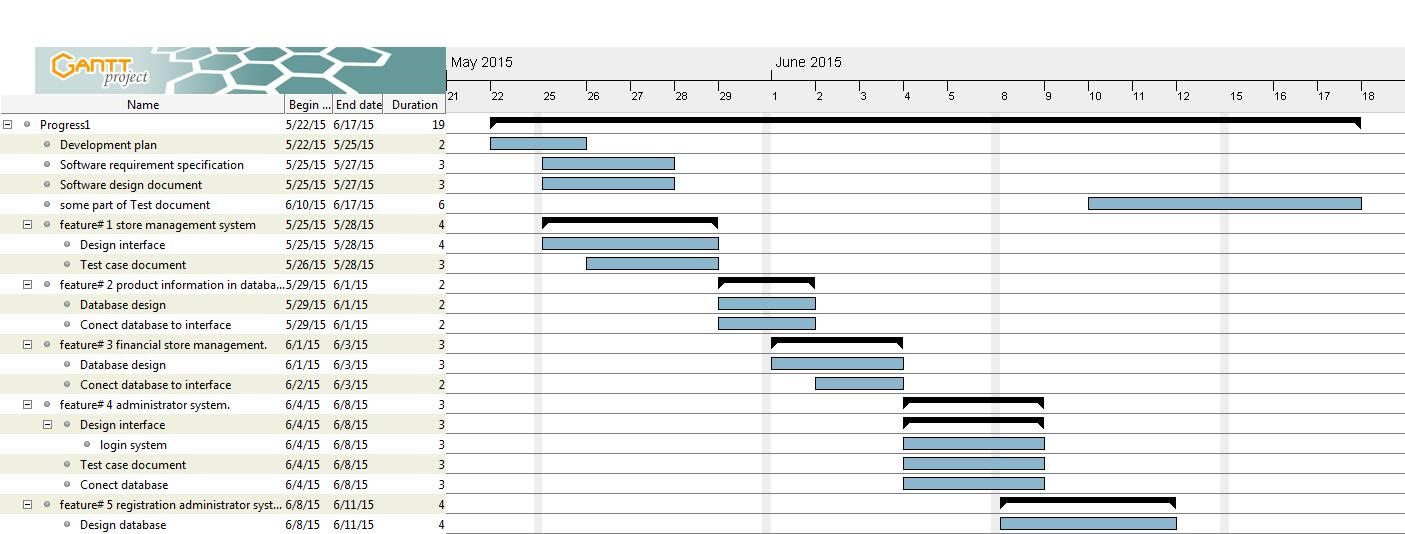 GANTT
project
May 2015 June 2015
21 22 25 26 27 28 29 1 2 3 4 5 8 9 10 11 12 15 16 17 18
Name Begin ... End date Duration
Progress1 5/22/15 6/17/15 19
Development plan 5/22/15 5/25/15 2
Software requirement specification 5/25/15 5/27/15 3
Software design document 5/25/15 5/27/15 3
some part of Test document 6/10/15 6/17/15 6
feature# 1 store management system 5/25/15 5/28/15 4
Design interface 5/25/15 5/28/15 4
Test case document 5/26/15 5/28/15 3
feature# 2 product information in databa... 5/29/15 6/1/15 2
Database design 5/29/15 6/1/15 2
Conect database to interface 5/29/15 6/1/15 2
feature# 3 financial store management. 6/1/15 6/3/15 3
Database design 6/1/15 6/3/15 3
Conect database to interface 6/2/15 6/3/15 2
feature# 4 administrator system. 6/4/15 6/8/15 3
Design interface 6/4/15 6/8/15 3
login system 6/4/15 6/8/15 3
Test case document 6/4/15 6/8/15 3
Conect database 6/4/15 6/8/15 3
feature# 5 registration administrator syst... 6/8/15 6/11/15 4
Design database 6/8/15 6/11/15 4